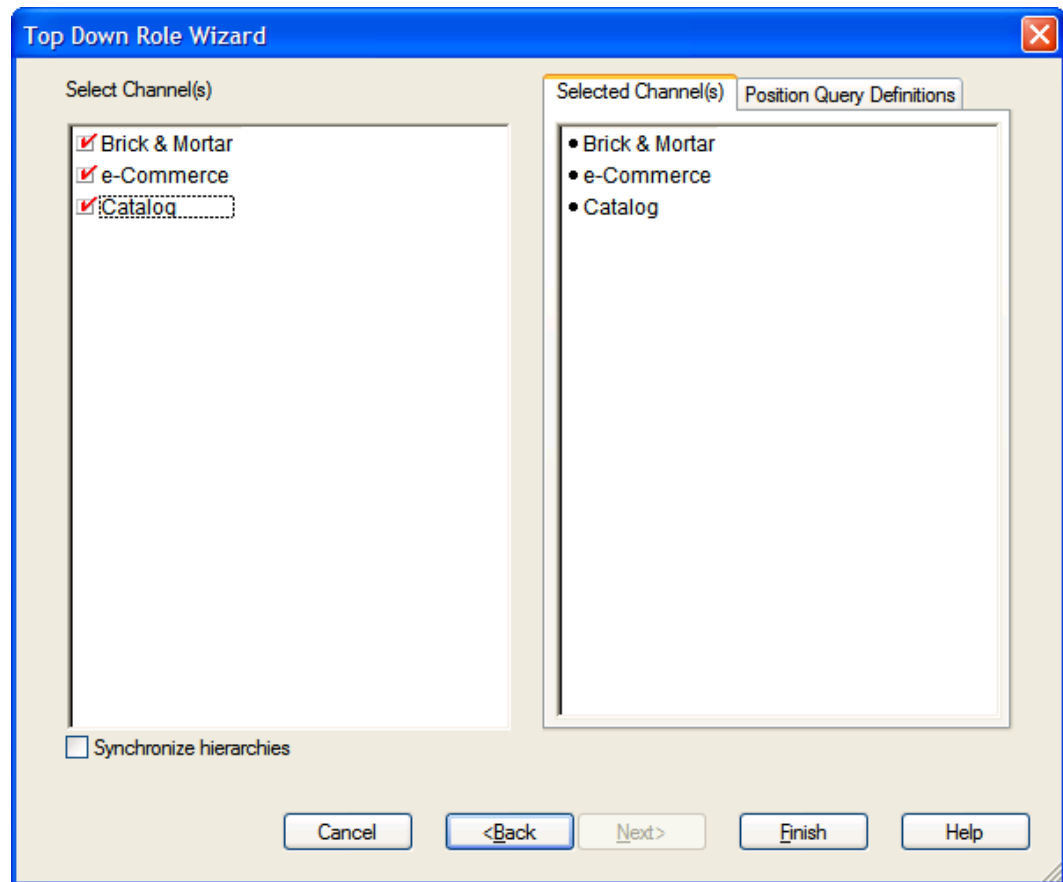 Top Down Role Wizard
Select Channel(s)
Brick & Mortar
e-Commerce
Catalog
Synchronize hierarchies
Selected Channel(s) Position Query Definitions
• Brick & Mortar
• e-Commerce
• Catalog
Cancel <Back Next> Finish Help